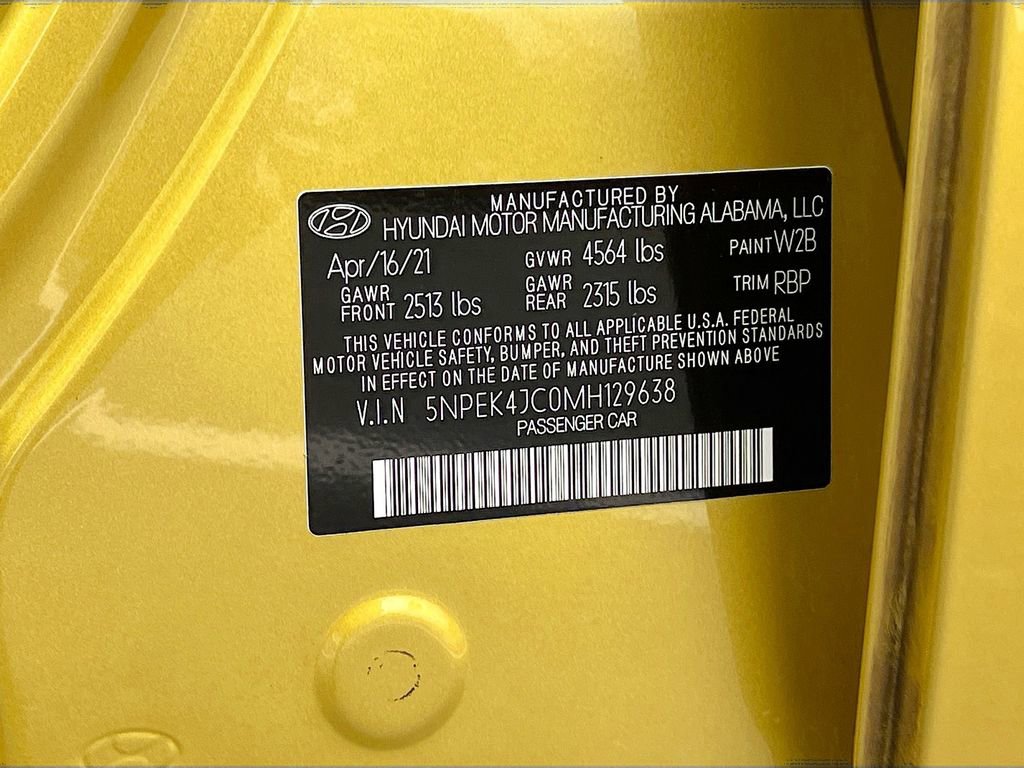 MANUFACTURED BY
HYUNDAI MOTOR MANUFACTURING ALABAMA, LLC
Apr/16/21 GVWR 4564 lbs PAINT W2B
GAWR FRONT 2513 lbs GAWR REAR 2315 lbs TRIM RBP
THIS VEHICLE CONFORMS TO ALL APPLICABLE U.S.A. FEDERAL
MOTOR VEHICLE SAFETY, BUMPER, AND THEFT PREVENTION STANDARDS
IN EFFECT ON THE DATE OF MANUFACTURE SHOWN ABOVE
V.I.N 5NPEK4JC0MH129638
PASSENGER CAR